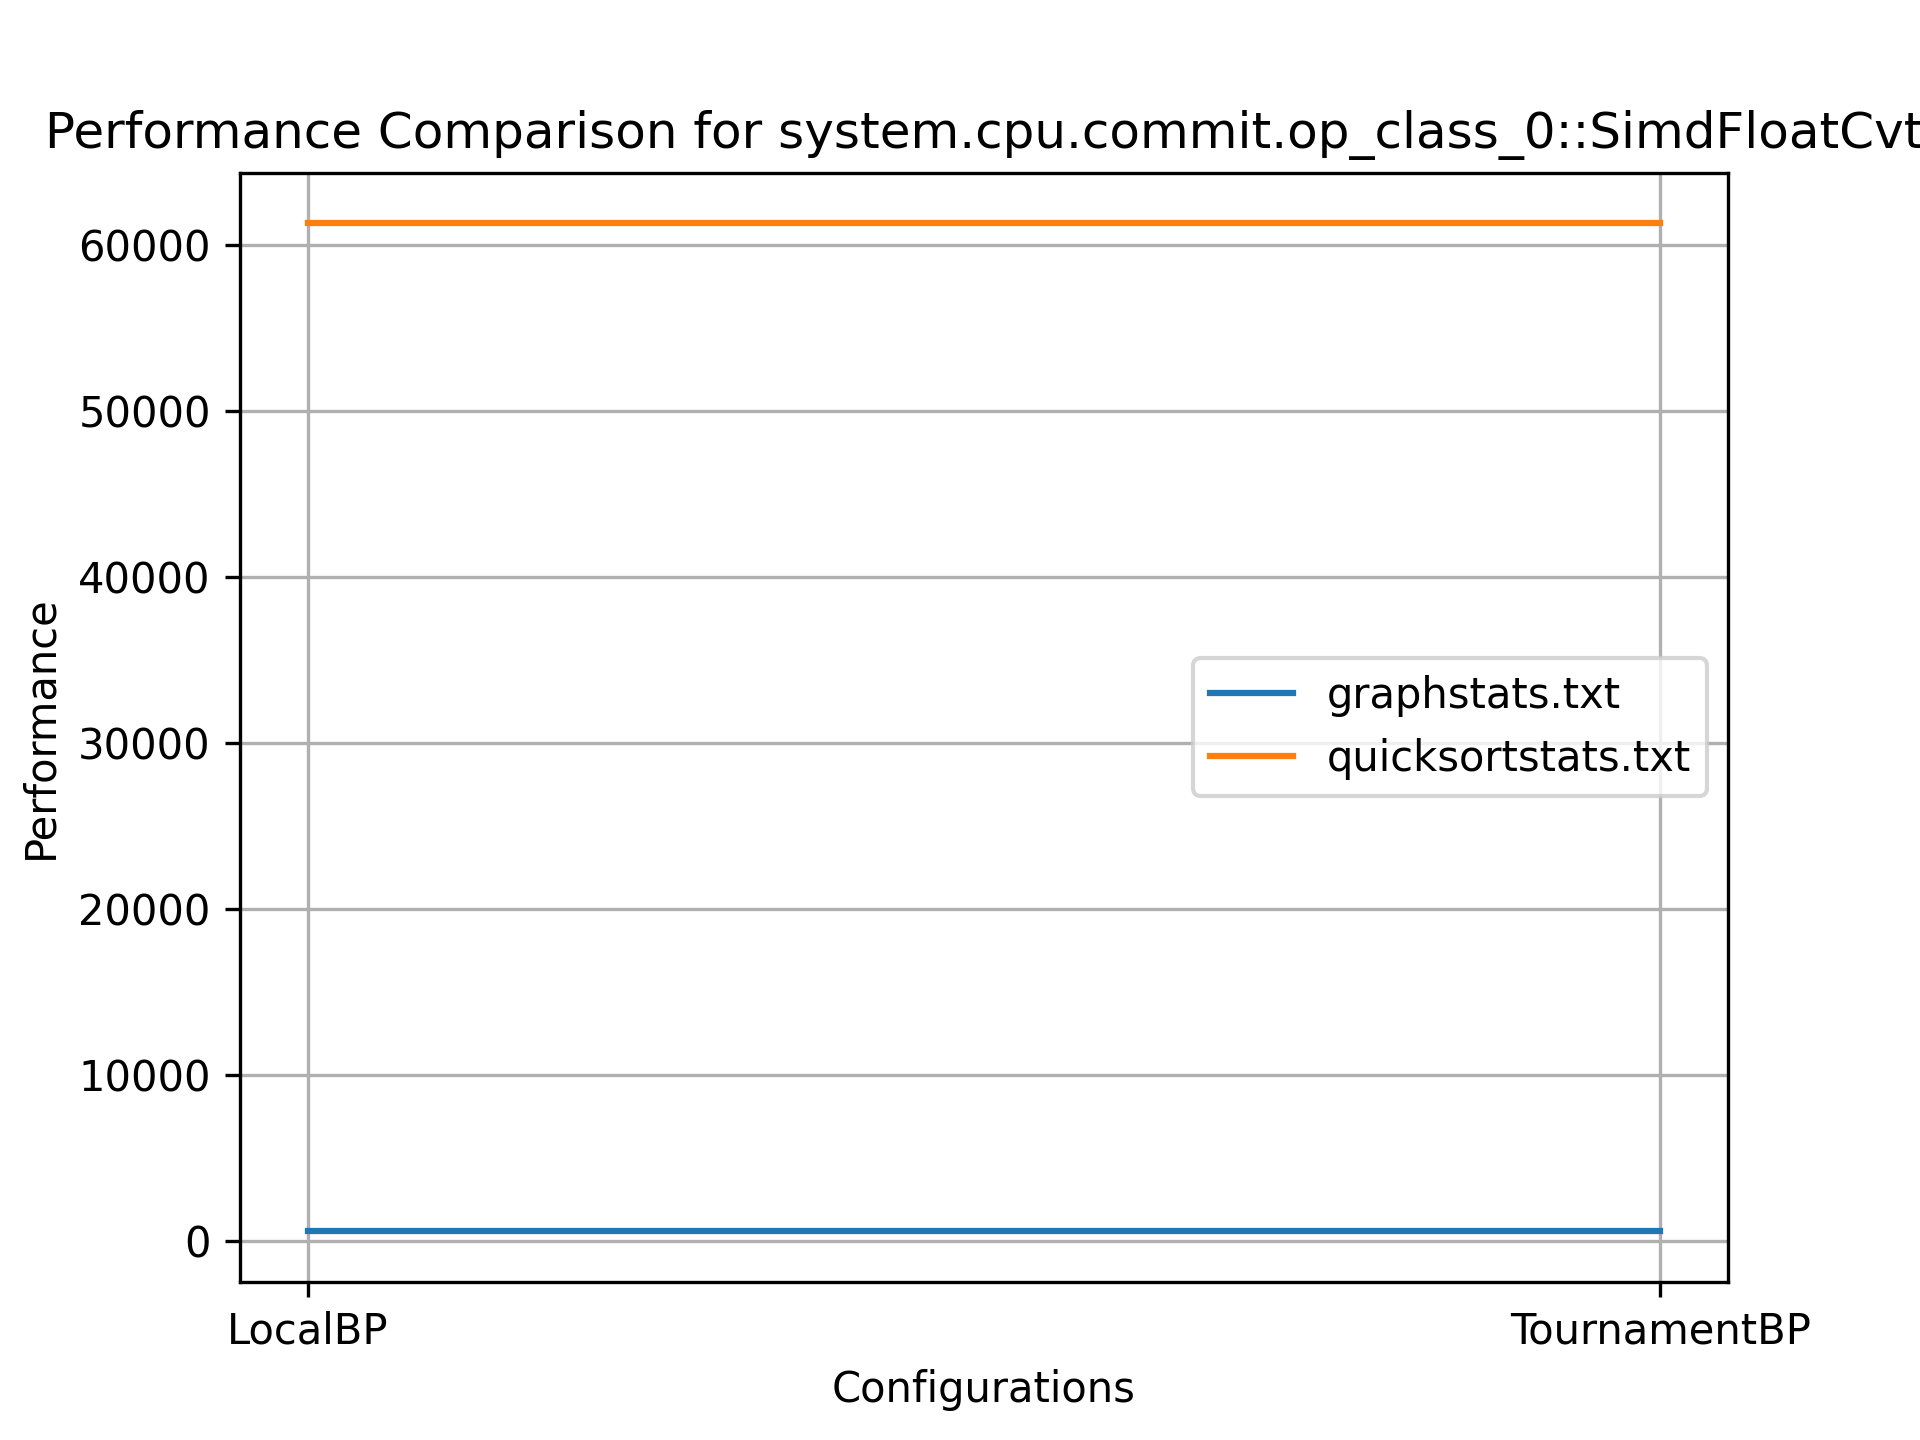 Performance Comparison for system.cpu.commit.op_class_0::SimdFloatCvt
60000
50000
40000
30000
20000
10000
0
Performance
graphstats.txt
quicksortstats.txt
LocalBP
TournamentBP
Configurations